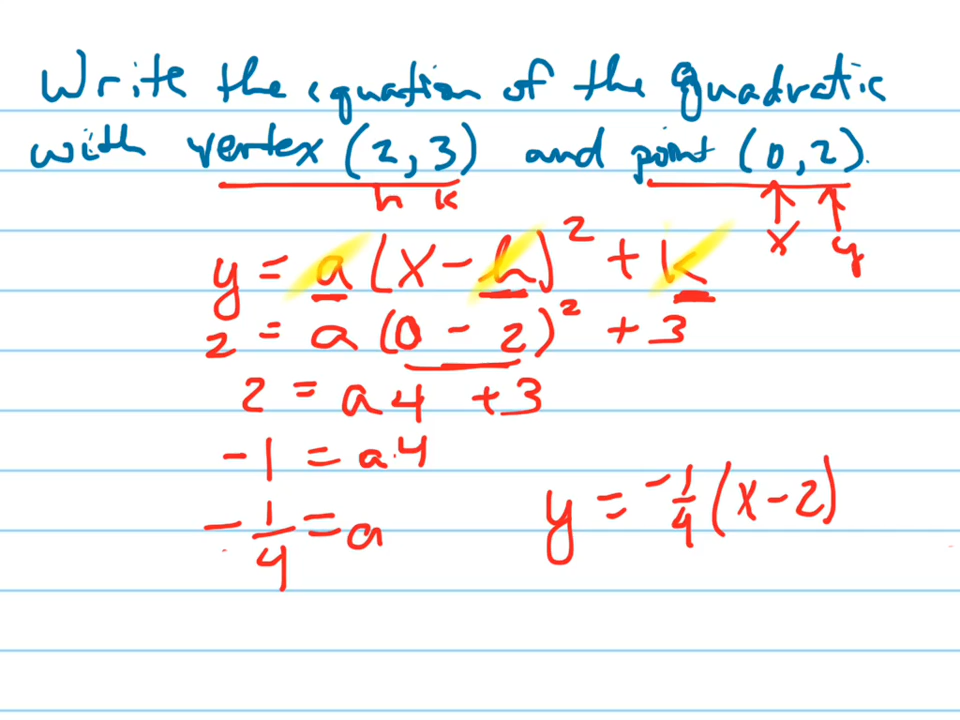 Write the equation of the quadratic
with vertex (2, 3) and point (0, 2).
h k
x y
y = a (x - h)² + k
2 = a (0 - 2)² + 3
2 = a4 + 3
-1 = a·4
-1/4 = a
y = -1/4 (x - 2)